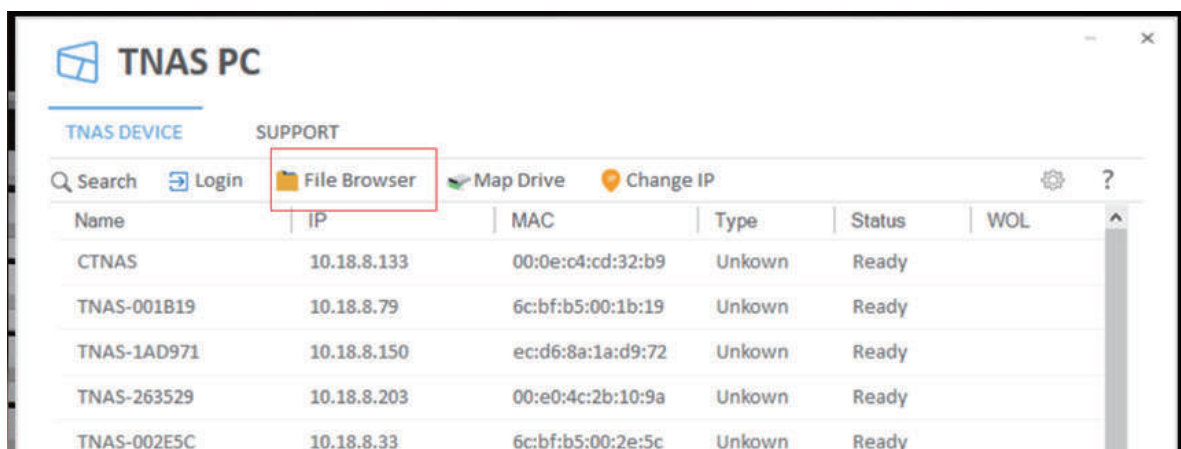 TNAS PC
TNAS DEVICE SUPPORT
Search Login File Browser Map Drive Change IP ?
Name IP MAC Type Status WOL
CTNAS 10.18.8.133 00:0e:c4:cd:32:b9 Unkown Ready
TNAS-001B19 10.18.8.79 6c:bf:b5:00:1b:19 Unkown Ready
TNAS-1AD971 10.18.8.150 ec:d6:8a:1a:d9:72 Unkown Ready
TNAS-263529 10.18.8.203 00:e0:4c:2b:10:9a Unkown Ready
TNAS-002E5C 10.18.8.33 6c:bf:b5:00:2e:5c Unkown Ready